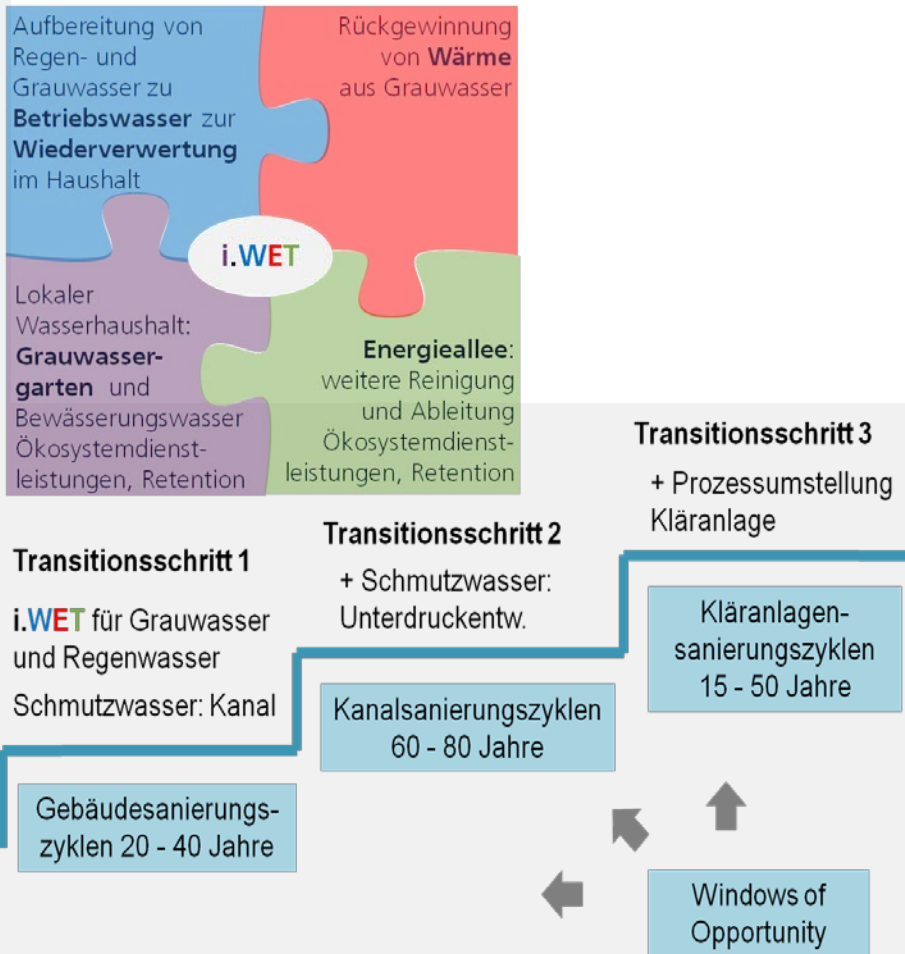 Aufbereitung von
Regen- und
Grauwasser zu
Betriebswasser zur
Wiederverwertung
im Haushalt
Rückgewinnung
von Wärme
aus Grauwasser
i.WET
Lokaler
Wasserhaushalt:
Grauwasser-
garten und
Bewässerungswasser
Ökosystemdienst-
leistungen, Retention
Energieallee:
weitere Reinigung
und Ableitung
Ökosystemdienst-
leistungen, Retention
Transitionsschritt 1
i.WET für Grauwasser
und Regenwasser
Schmutzwasser: Kanal
Gebäudesanierungs-
zyklen 20 - 40 Jahre
Transitionsschritt 2
+ Schmutzwasser:
Unterdruckentw.
Kanalsanierungszyklen
60 - 80 Jahre
Transitionsschritt 3
+ Prozessumstellung
Kläranlage
Kläranlagen-
sanierungszyklen
15 - 50 Jahre
Windows of
Opportunity